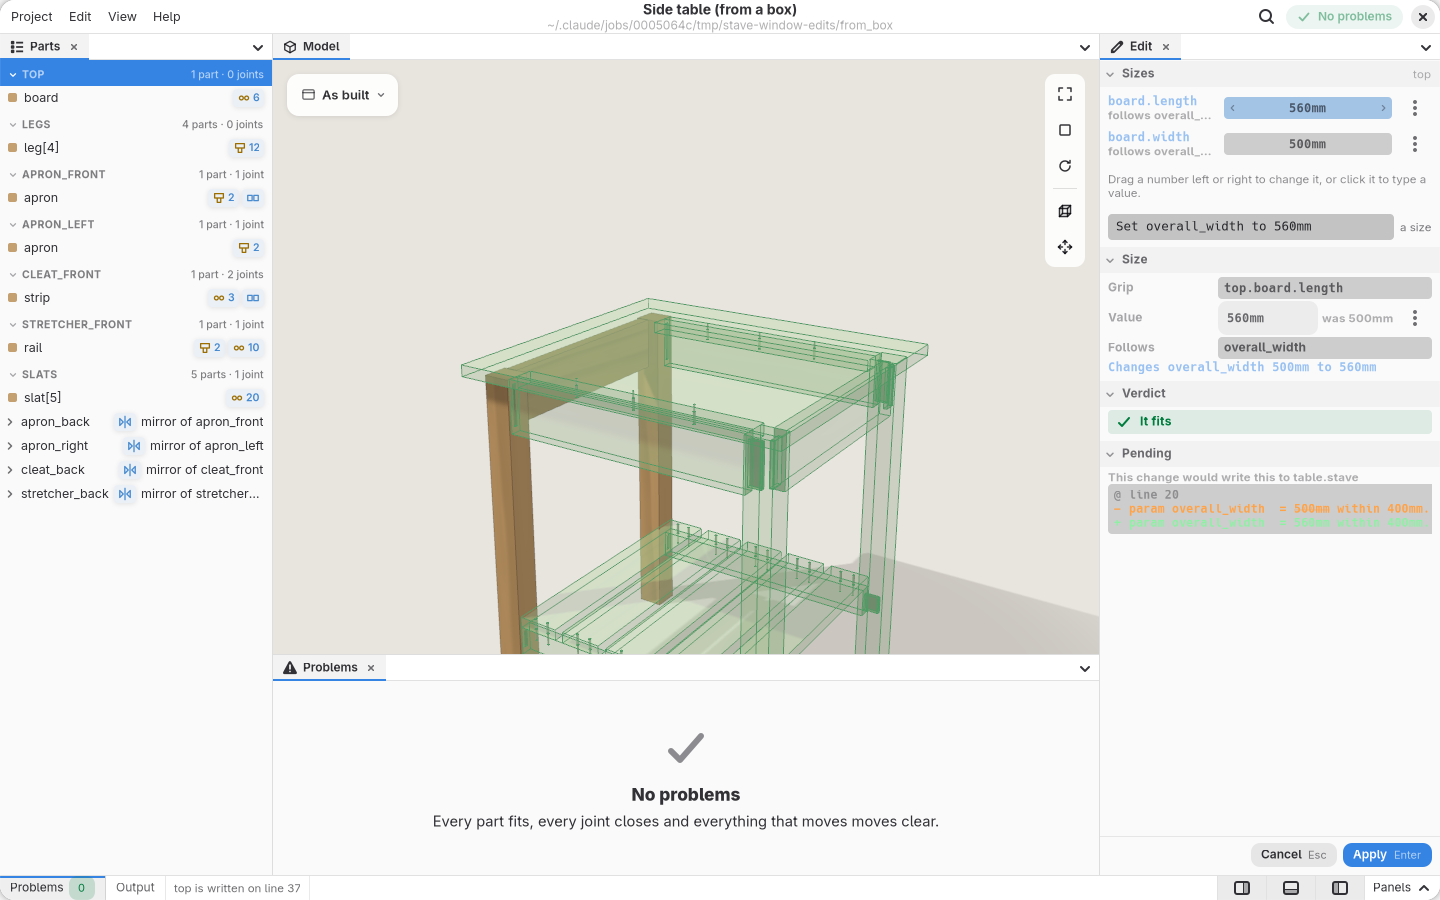 Project Edit View Help
Side table (from a box)
~/.claude/jobs/0005064c/tmp/stave-window-edits/from_box
No problems
Parts
TOP 1 part · 0 joints
board 6
LEGS 4 parts · 0 joints
leg[4] 12
APRON_FRONT 1 part · 1 joint
apron 2
APRON_LEFT 1 part · 1 joint
apron 2
CLEAT_FRONT 1 part · 2 joints
strip 3
STRETCHER_FRONT 1 part · 1 joint
rail 2 10
SLATS 5 parts · 1 joint
slat[5] 20
apron_back mirror of apron_front
apron_right mirror of apron_left
cleat_back mirror of cleat_front
stretcher_back mirror of stretcher...
Model
As built
Problems
No problems
Every part fits, every joint closes and everything that moves moves clear.
Edit
Sizes top
board.length 560mm
follows overall_...
board.width 500mm
follows overall_...
Drag a number left or right to change it, or click it to type a
value.
Set overall_width to 560mm a size
Size
Grip top.board.length
Value 560mm was 500mm
Follows overall_width
Changes overall_width 500mm to 560mm
Verdict
It fits
Pending
This change would write this to table.stave
@ line 20
- param overall_width = 500mm within 400mm.
+ param overall_width = 560mm within 400mm.
Cancel Esc Apply Enter
Problems 0 Output top is written on line 37
Panels